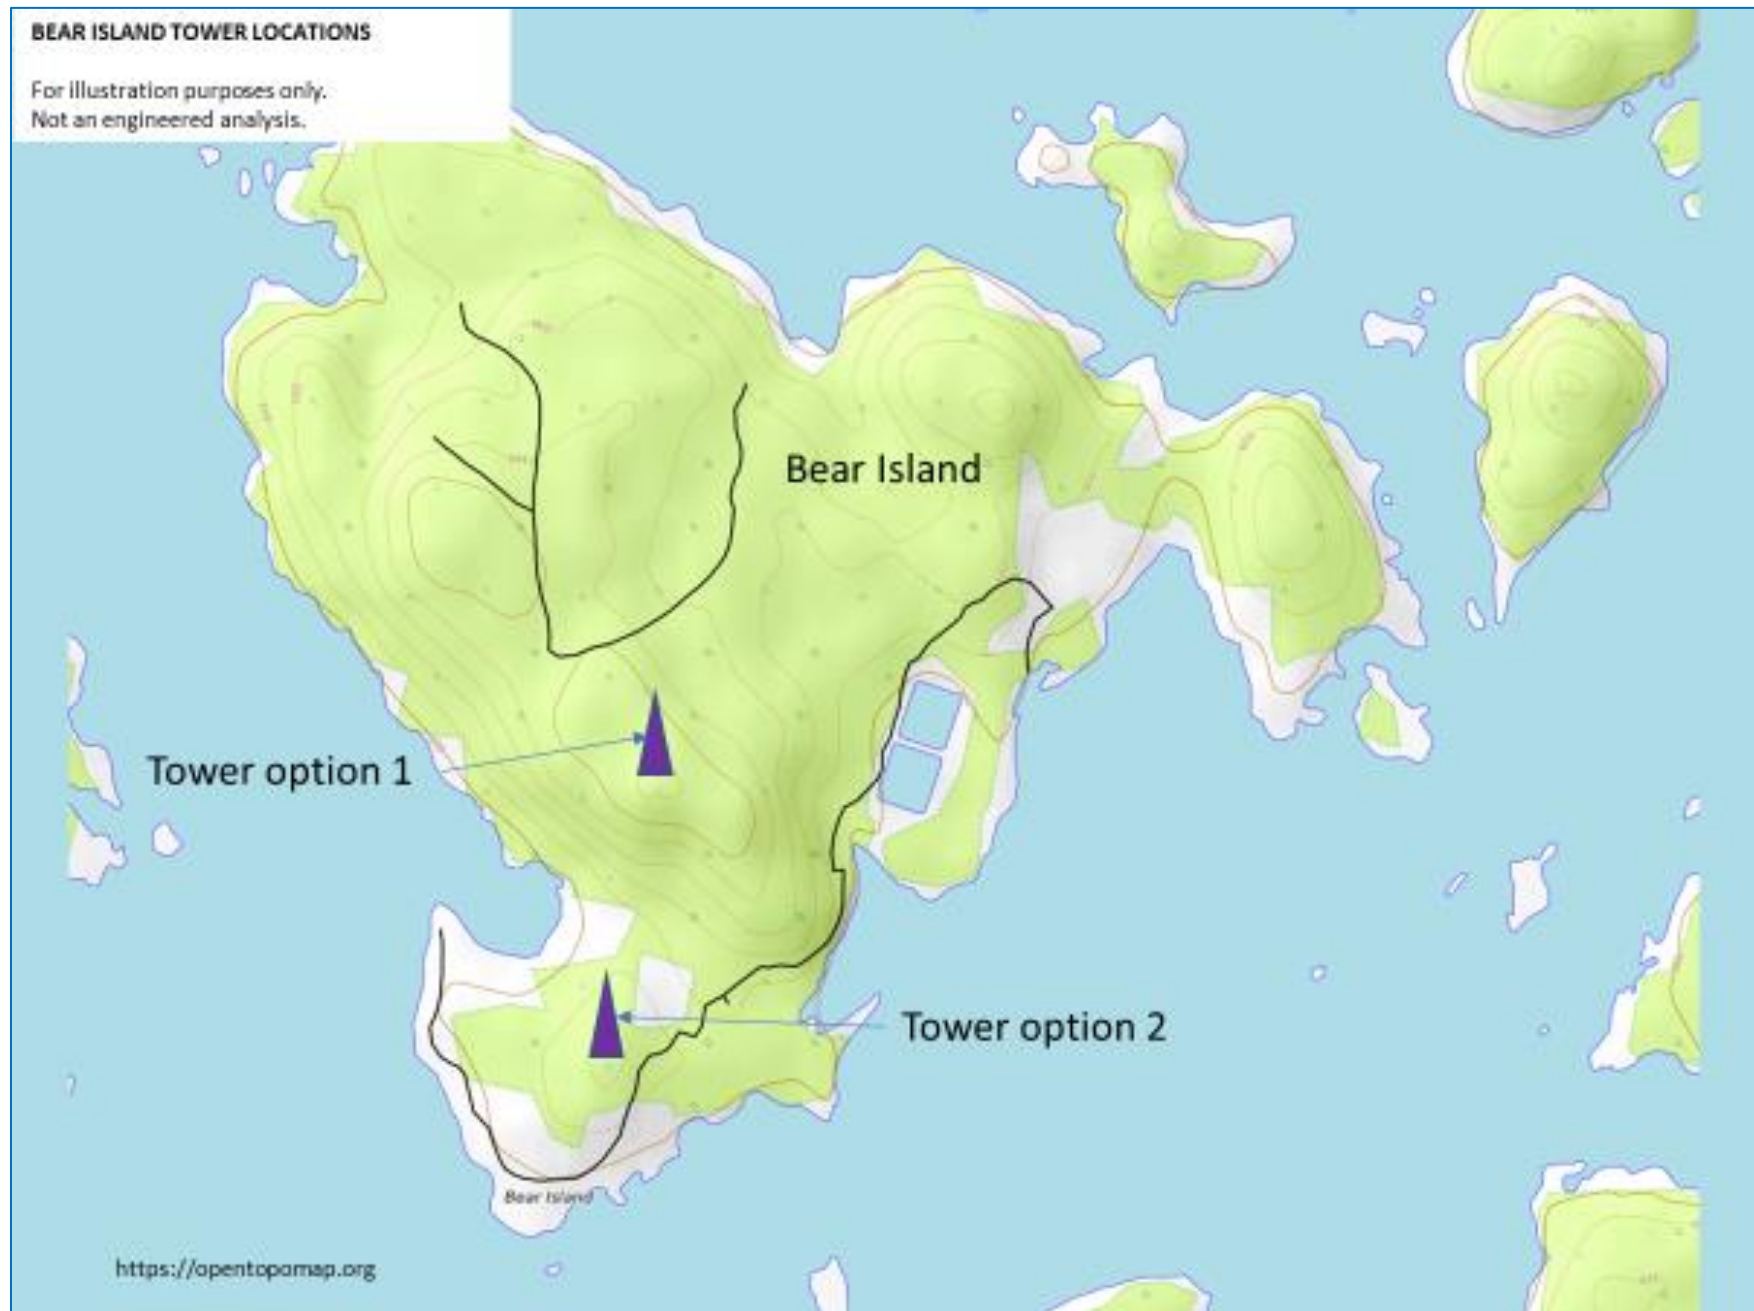 BEAR ISLAND TOWER LOCATIONS
For illustration purposes only.
Not an engineered analysis.
Bear Island
Tower option 1
Tower option 2
Bear Island
https://opentopomap.org